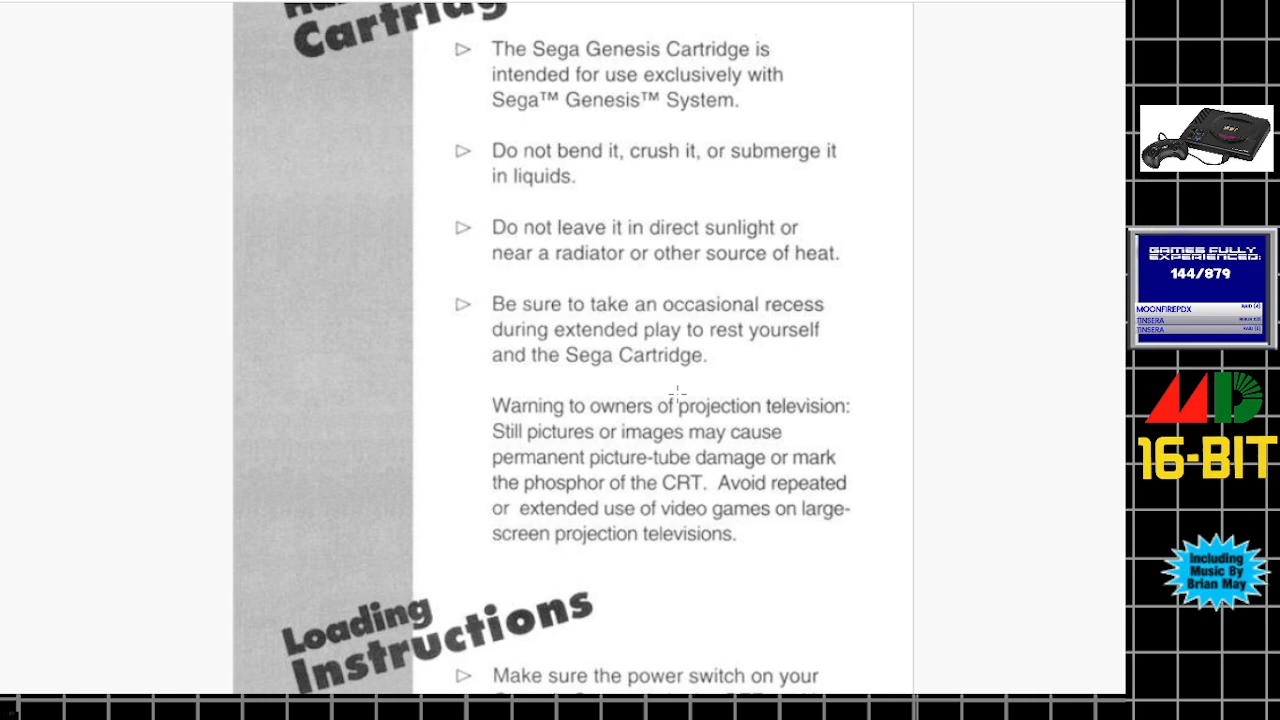 Cartridg
▷ The Sega Genesis Cartridge is
intended for use exclusively with
Sega™ Genesis™ System.
▷ Do not bend it, crush it, or submerge it
in liquids.
▷ Do not leave it in direct sunlight or
near a radiator or other source of heat.
▷ Be sure to take an occasional recess
during extended play to rest yourself
and the Sega Cartridge.
Warning to owners of projection television:
Still pictures or images may cause
permanent picture-tube damage or mark
the phosphor of the CRT. Avoid repeated
or extended use of video games on large-
screen projection televisions.
Loading
Instructions
▷ Make sure the power switch on your
GAMES FULLY
EXPERIENCED:
144/879
MOONFIREPDX RAID [4]
TINSERA
TINSERA
MD
16-BIT
Including
Music By
Brian May